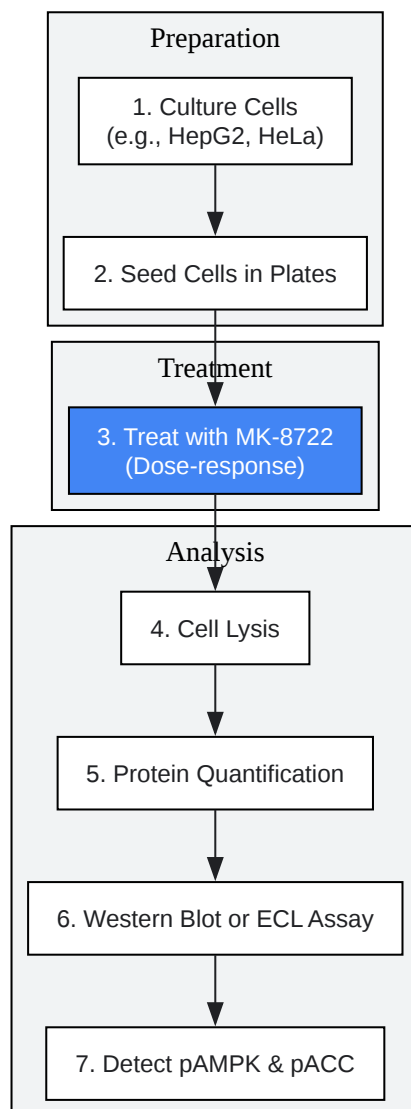 Preparation
1. Culture Cells
(e.g., HepG2, HeLa)
2. Seed Cells in Plates
Treatment
3. Treat with MK-8722
(Dose-response)
Analysis
4. Cell Lysis
5. Protein Quantification
6. Western Blot or ECL Assay
7. Detect pAMPK & pACC